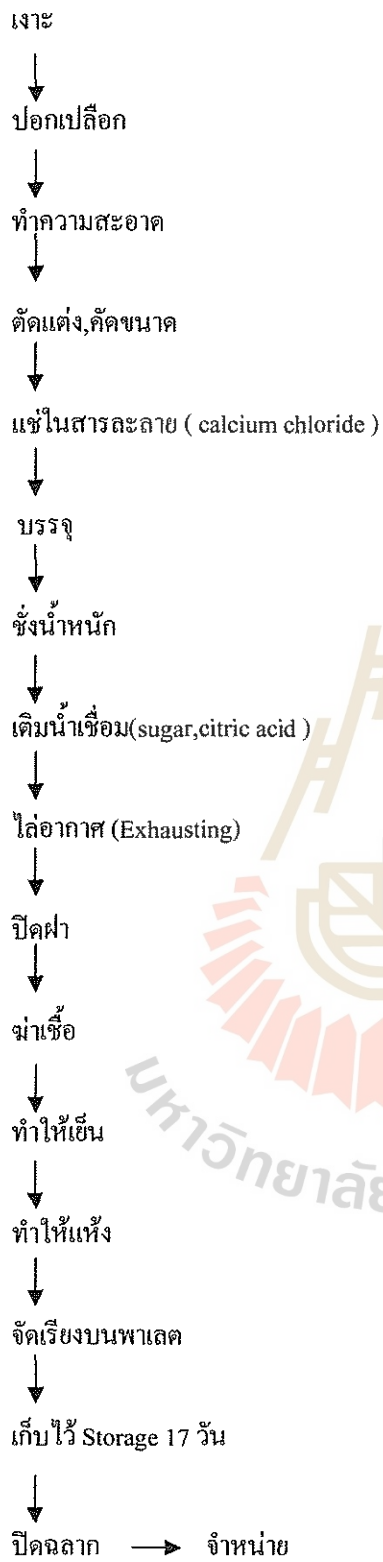 เงาะ
ปอกเปลือก
ทำความสะอาด
ตัดแต่ง,คัดขนาด
แช่ในสารละลาย ( calcium chloride )
บรรจุ
ชั่งน้ำหนัก
เติมน้ำเชื่อม(sugar,citric acid )
ไล่อากาศ (Exhausting)
ปิดฝา
ฆ่าเชื้อ
ทำให้เย็น
ทำให้แห้ง
จัดเรียงบนพาเลต
เก็บไว้ Storage 17 วัน
ปิดฉลาก จำหน่าย